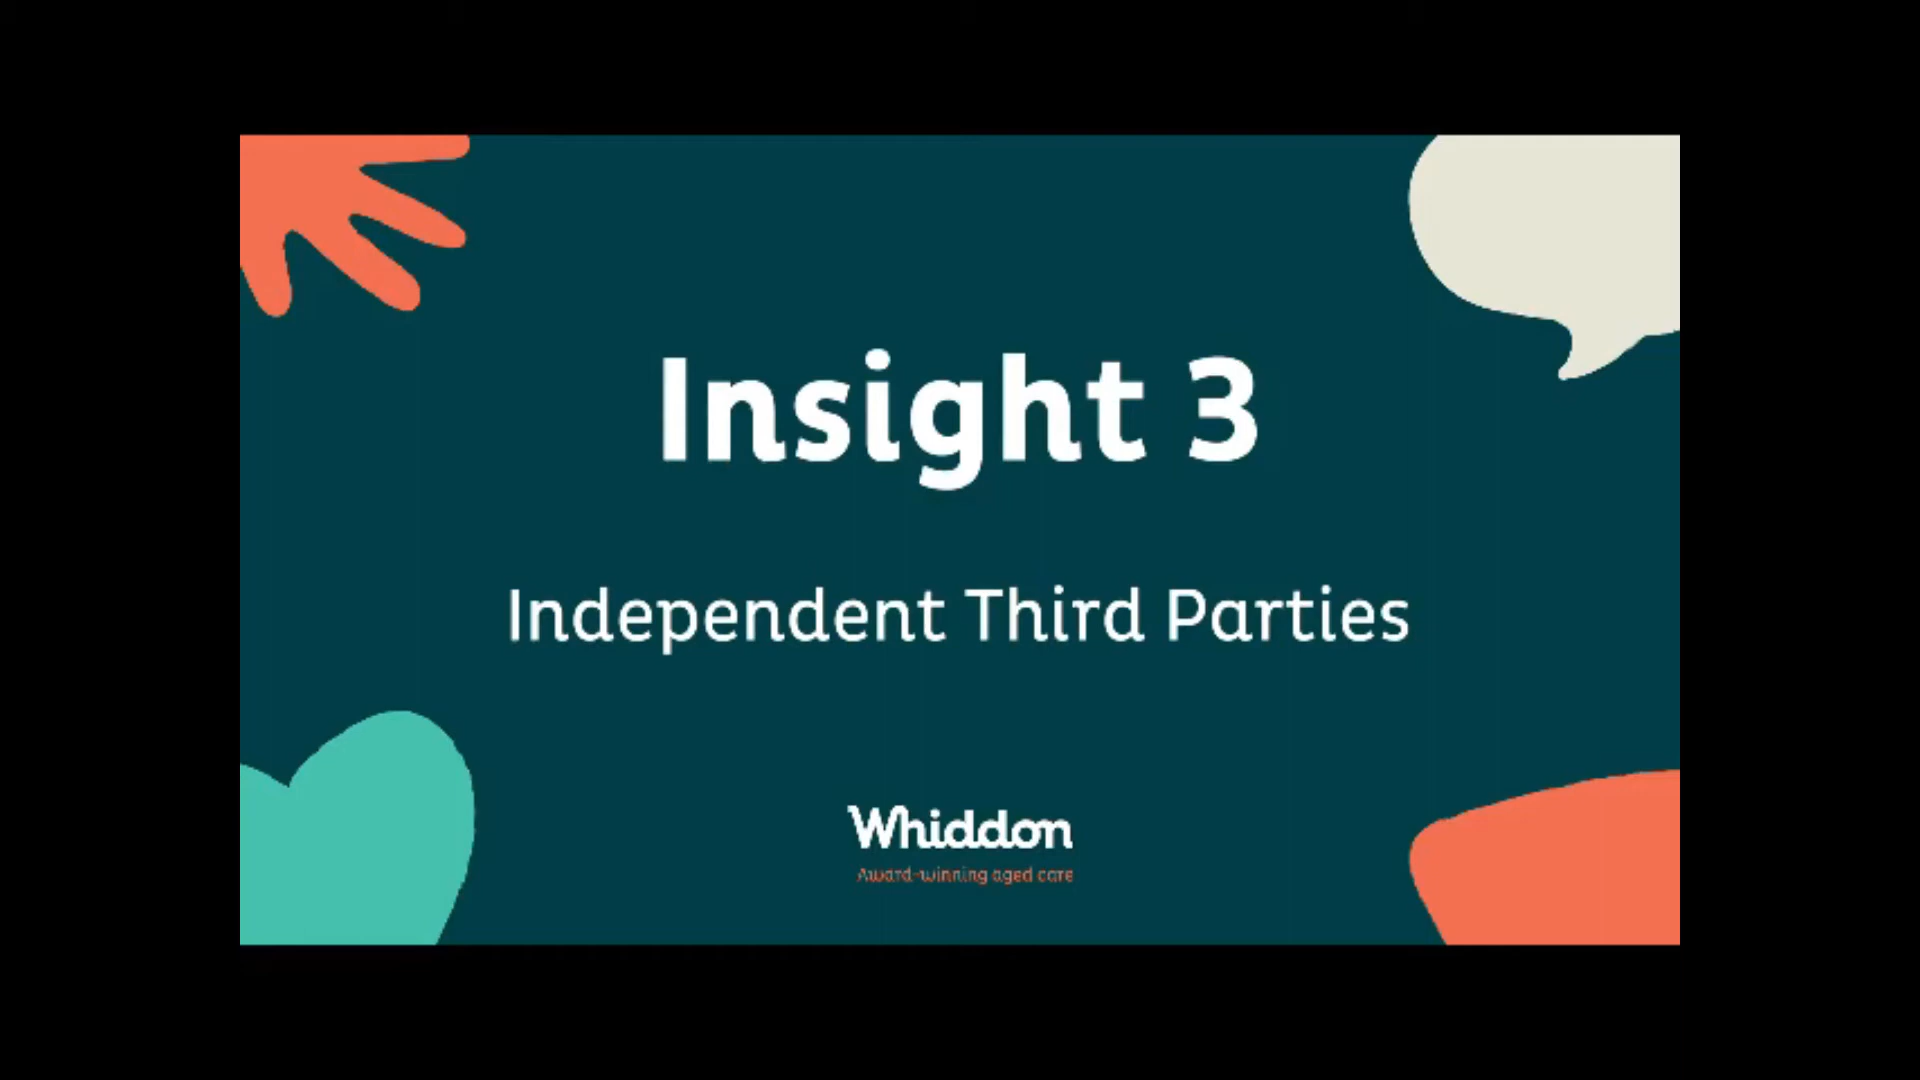 Insight 3
Independent Third Parties
Whiddon
Award-winning aged care